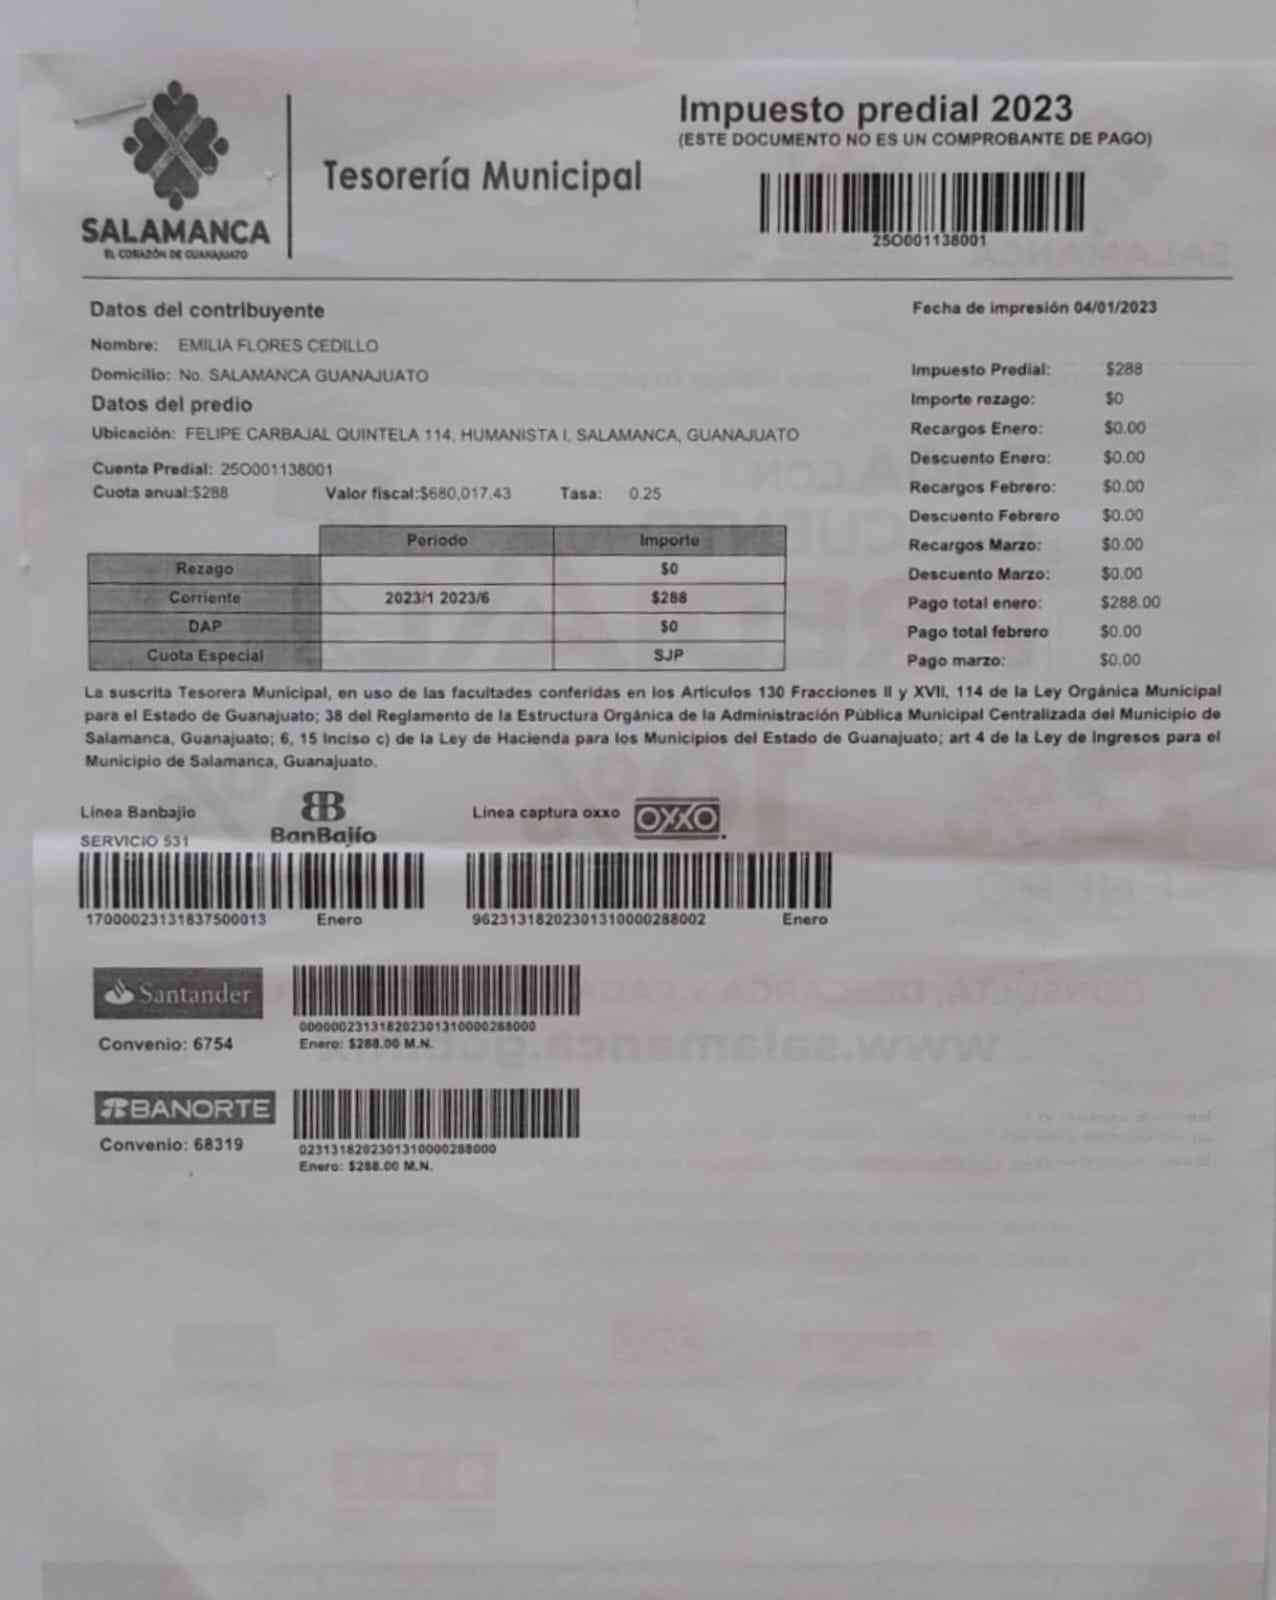 Impuesto predial 2023
(ESTE DOCUMENTO NO ES UN COMPROBANTE DE PAGO)
Tesorería Municipal
SALAMANCA
EL CORAZÓN DE GUANAJUATO
25O001138001
Datos del contribuyente
Fecha de impresión 04/01/2023
Nombre: EMILIA FLORES CEDILLO
Domicilio: No. SALAMANCA GUANAJUATO
Datos del predio
Ubicación: FELIPE CARBAJAL QUINTELA 114, HUMANISTA I, SALAMANCA, GUANAJUATO
Cuenta Predial: 25O001138001
Cuota anual:$288 Valor fiscal:$680,017.43 Tasa: 0.25
Periodo Importe
Rezago $0
Corriente 2023/1 2023/6 $288
DAP $0
Cuota Especial SJP
Impuesto Predial: $288
Importe rezago: $0
Recargos Enero: $0.00
Descuento Enero: $0.00
Recargos Febrero: $0.00
Descuento Febrero $0.00
Recargos Marzo: $0.00
Descuento Marzo: $0.00
Pago total enero: $288.00
Pago total febrero $0.00
Pago marzo: $0.00
La suscrita Tesorera Municipal, en uso de las facultades conferidas en los Artículos 130 Fracciones II y XVII, 114 de la Ley Orgánica Municipal
para el Estado de Guanajuato; 38 del Reglamento de la Estructura Orgánica de la Administración Pública Municipal Centralizada del Municipio de
Salamanca, Guanajuato; 6, 15 Inciso c) de la Ley de Hacienda para los Municipios del Estado de Guanajuato; art 4 de la Ley de Ingresos para el
Municipio de Salamanca, Guanajuato.
Linea Banbajio
BanBajío
SERVICIO 531
17000023131837500013 Enero
Linea captura oxxo OXXO
96231318202301310000288002 Enero
Santander
Convenio: 6754
0000002313182023013​10000288000
Enero: $288.00 M.N.
BANORTE
Convenio: 68319
02313182023013​10000288000
Enero: $288.00 M.N.
www.salamanca.gob.mx